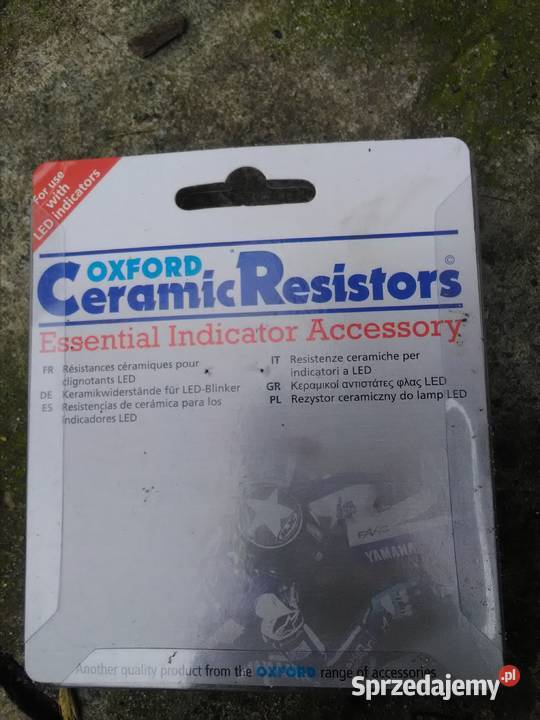 For use
with
LED indicators
OXFORD
Ceramic Resistors ©
Essential Indicator Accessory
FR Résistances céramiques pour
clignotants LED
DE Keramikwiderstände für LED-Blinker
ES Resistencias de cerámica para los
indicadores LED
IT Resistenze ceramiche per
indicatori a LED
GR Κεραμικοί αντιστάτες φλας LED
PL Rezystor ceramiczny do lamp LED
YAMAHA
Another quality product from the OXFORD range of accessories
Sprzedajemy.pl